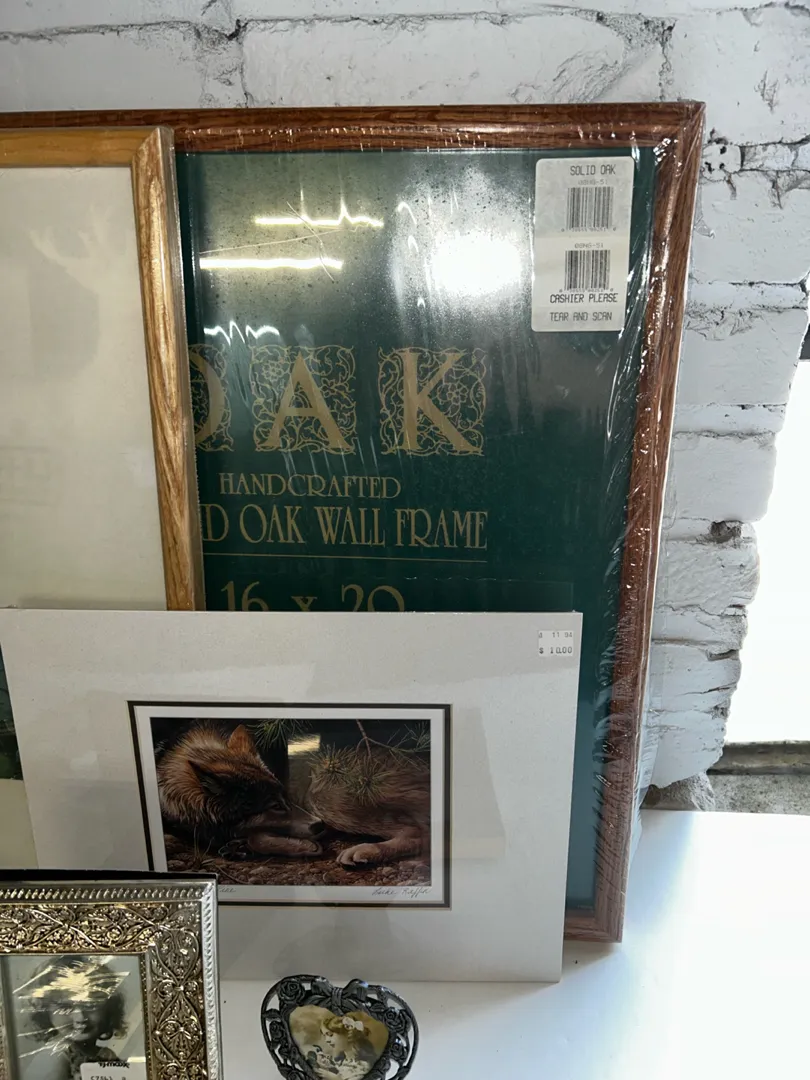 SOLID OAK
CASHIER PLEASE
TEAR AND SCAN
OAK
HANDCRAFTED
OAK WALL FRAME
16 x 20
$ 10.00